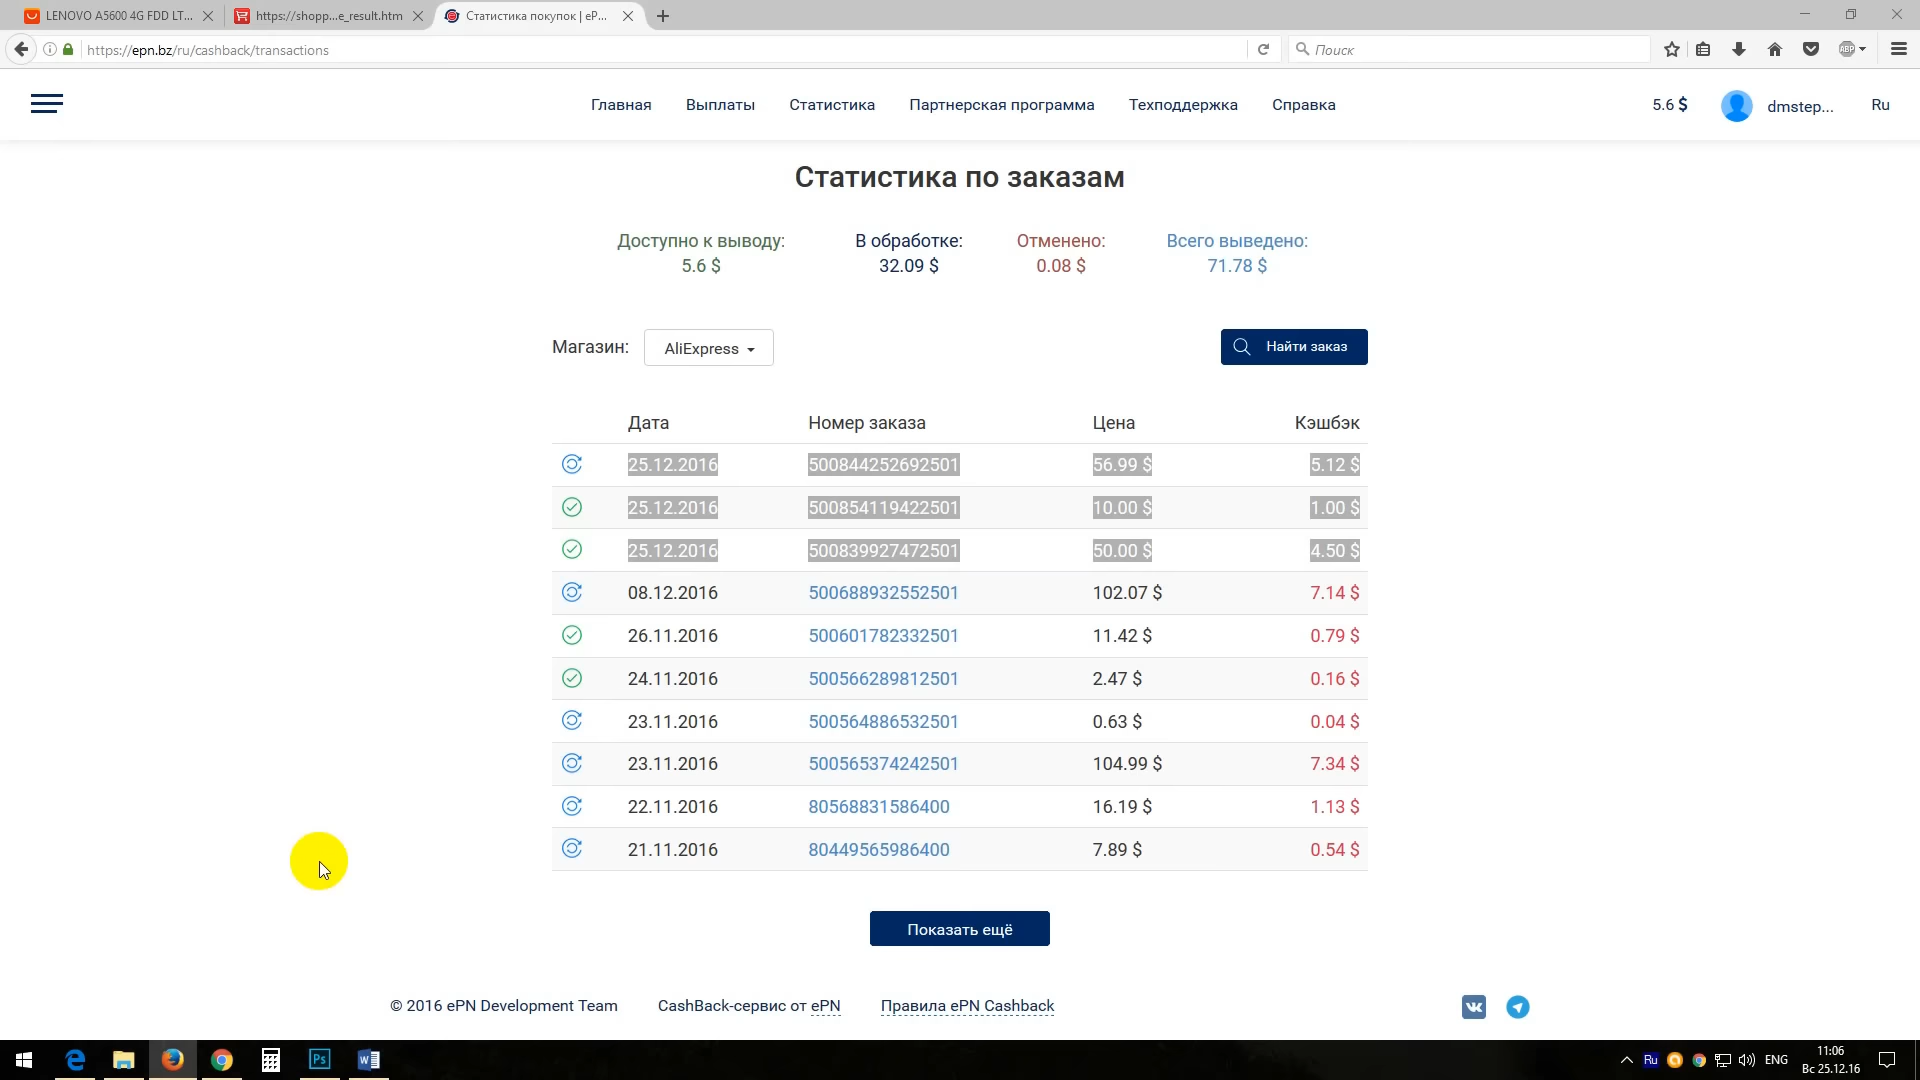 LENOVO A5600 4G FDD LT...
https://shopp...e_result.htm
Статистика покупок | eP...
https://epn.bz/ru/cashback/transactions
Поиск
ABP
Главная Выплаты Статистика Партнерская программа Техподдержка Справка 5.6 $ dmstep... Ru
Статистика по заказам
Доступно к выводу: В обработке: Отменено: Всего выведено:
5.6 $ 32.09 $ 0.08 $ 71.78 $
Магазин: AliExpress Найти заказ
Дата Номер заказа Цена Кэшбэк
25.12.2016 500844252692501 56.99 $ 5.12 $
25.12.2016 500854119422501 10.00 $ 1.00 $
25.12.2016 500839927472501 50.00 $ 4.50 $
08.12.2016 500688932552501 102.07 $ 7.14 $
26.11.2016 500601782332501 11.42 $ 0.79 $
24.11.2016 500566289812501 2.47 $ 0.16 $
23.11.2016 500564886532501 0.63 $ 0.04 $
23.11.2016 500565374242501 104.99 $ 7.34 $
22.11.2016 80568831586400 16.19 $ 1.13 $
21.11.2016 80449565986400 7.89 $ 0.54 $
Показать ещё
© 2016 ePN Development Team CashBack-сервис от ePN Правила ePN Cashback
Ps
Ru
ENG
11:06
Вс 25.12.16